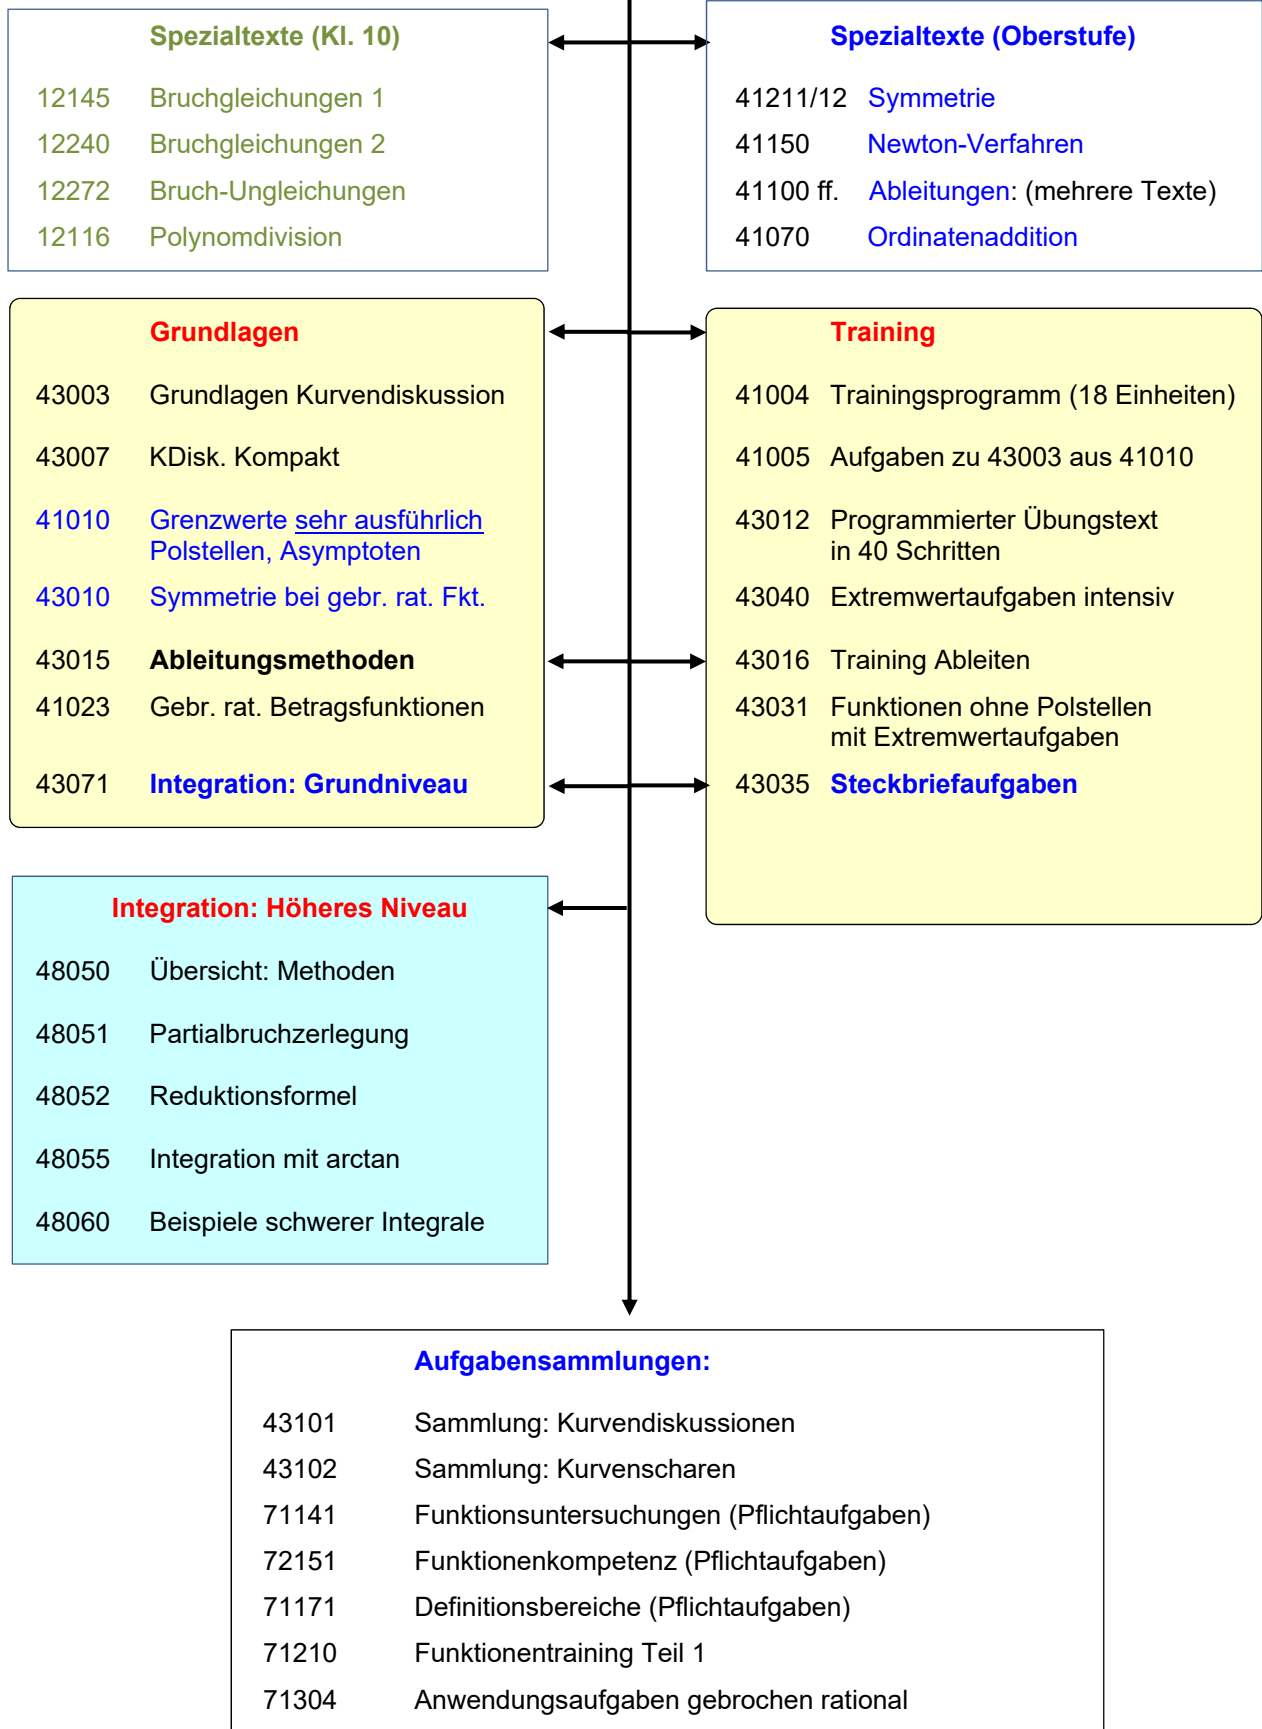 Spezialtexte (Kl. 10)
12145 Bruchgleichungen 1
12240 Bruchgleichungen 2
12272 Bruch-Ungleichungen
12116 Polynomdivision
Spezialtexte (Oberstufe)
41211/12 Symmetrie
41150 Newton-Verfahren
41100 ff. Ableitungen: (mehrere Texte)
41070 Ordinatenaddition
Grundlagen
43003 Grundlagen Kurvendiskussion
43007 KDisk. Kompakt
41010 Grenzwerte sehr ausführlich
Polstellen, Asymptoten
43010 Symmetrie bei gebr. rat. Fkt.
43015 Ableitungsmethoden
41023 Gebr. rat. Betragsfunktionen
43071 Integration: Grundniveau
Training
41004 Trainingsprogramm (18 Einheiten)
41005 Aufgaben zu 43003 aus 41010
43012 Programmierter Übungstext
in 40 Schritten
43040 Extremwertaufgaben intensiv
43016 Training Ableiten
43031 Funktionen ohne Polstellen
mit Extremwertaufgaben
43035 Steckbriefaufgaben
Integration: Höheres Niveau
48050 Übersicht: Methoden
48051 Partialbruchzerlegung
48052 Reduktionsformel
48055 Integration mit arctan
48060 Beispiele schwerer Integrale
Aufgabensammlungen:
43101 Sammlung: Kurvendiskussionen
43102 Sammlung: Kurvenscharen
71141 Funktionsuntersuchungen (Pflichtaufgaben)
72151 Funktionenkompetenz (Pflichtaufgaben)
71171 Definitionsbereiche (Pflichtaufgaben)
71210 Funktionentraining Teil 1
71304 Anwendungsaufgaben gebrochen rational